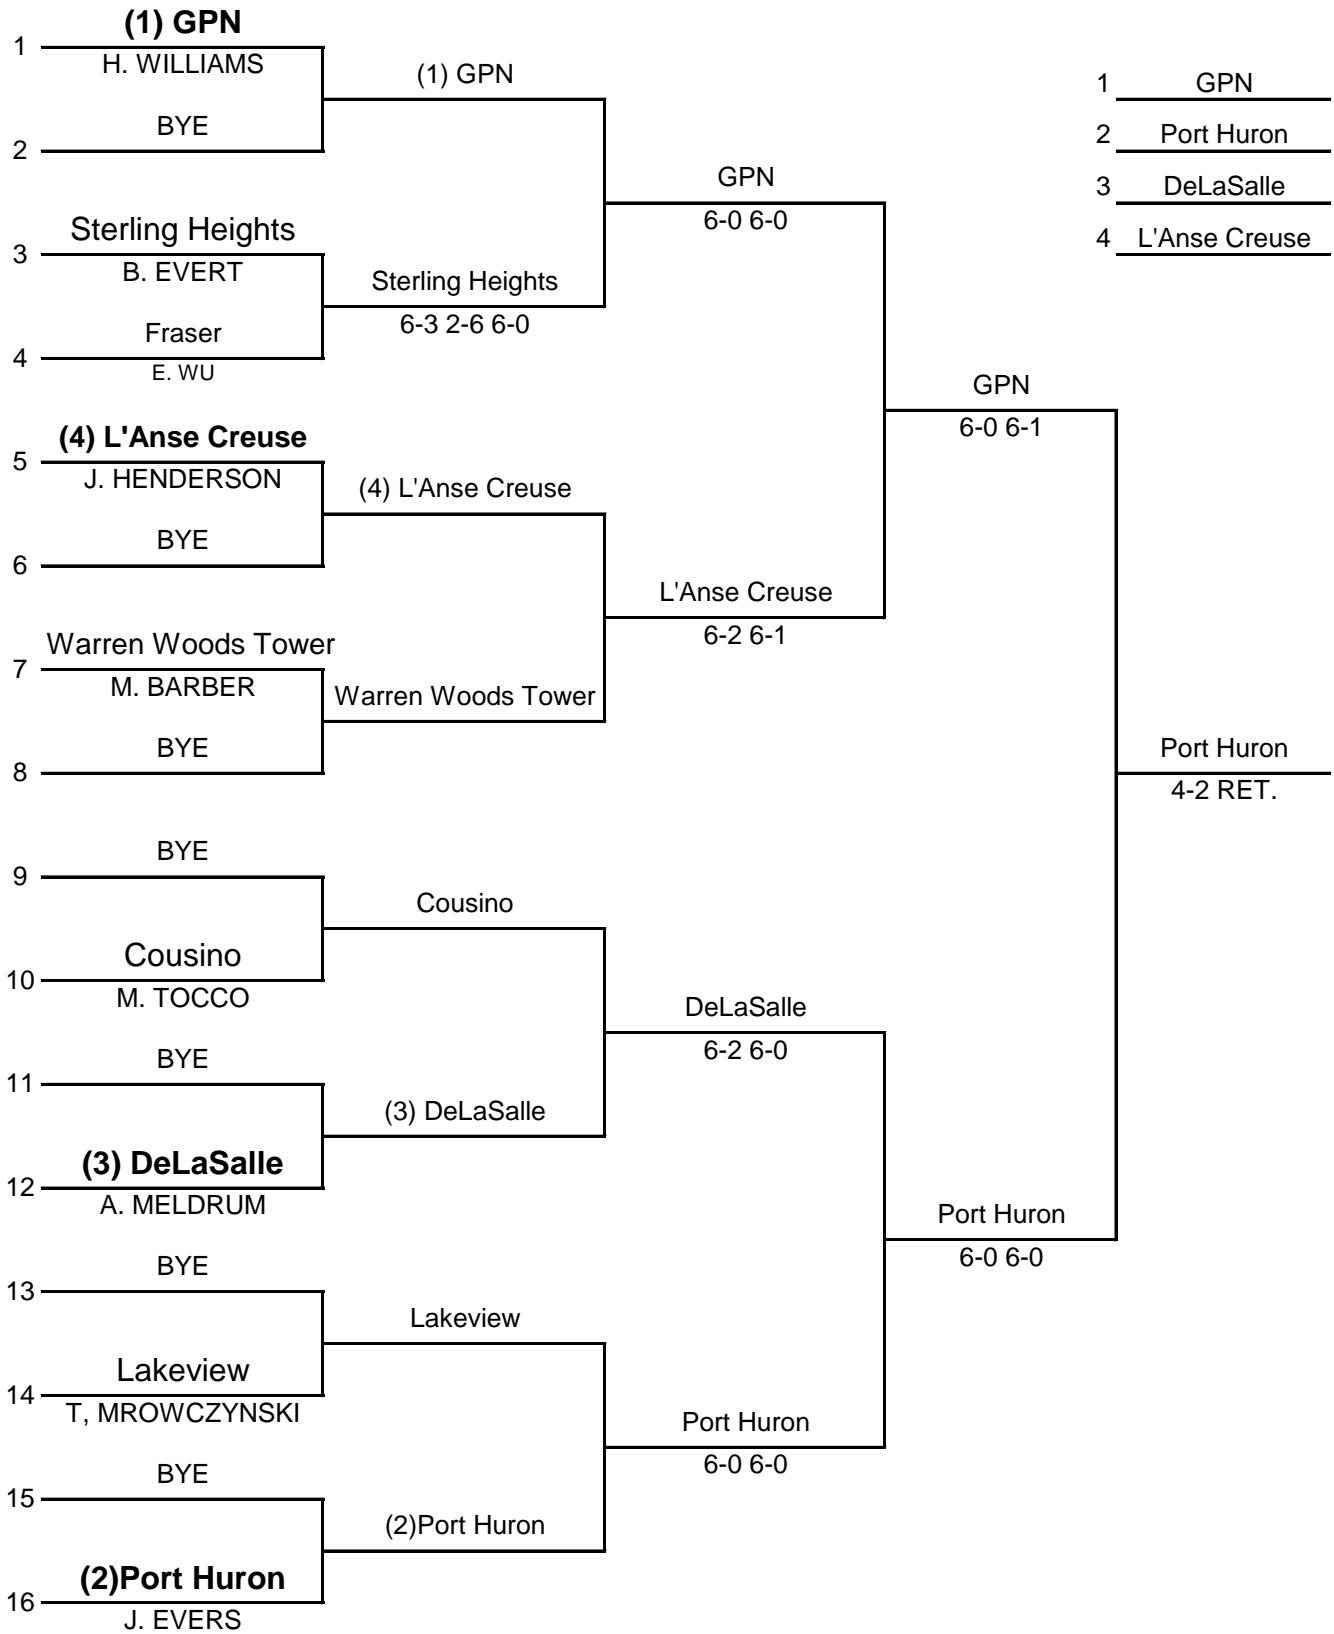 (1) GPN
1
H. WILLIAMS
(1) GPN
BYE
2
GPN
6-0 6-0
Sterling Heights
3
B. EVERT
Sterling Heights
6-3 2-6 6-0
Fraser
4
E. WU
GPN
6-0 6-1
(4) L'Anse Creuse
5
J. HENDERSON
(4) L'Anse Creuse
BYE
6
L'Anse Creuse
6-2 6-1
Warren Woods Tower
7
M. BARBER
Warren Woods Tower
BYE
8
Port Huron
4-2 RET.
BYE
9
Cousino
Cousino
10
M. TOCCO
DeLaSalle
6-2 6-0
BYE
11
(3) DeLaSalle
(3) DeLaSalle
12
A. MELDRUM
Port Huron
6-0 6-0
BYE
13
Lakeview
Lakeview
14
T, MROWCZYNSKI
Port Huron
6-0 6-0
BYE
15
(2)Port Huron
(2)Port Huron
16
J. EVERS
1 GPN
2 Port Huron
3 DeLaSalle
4 L'Anse Creuse